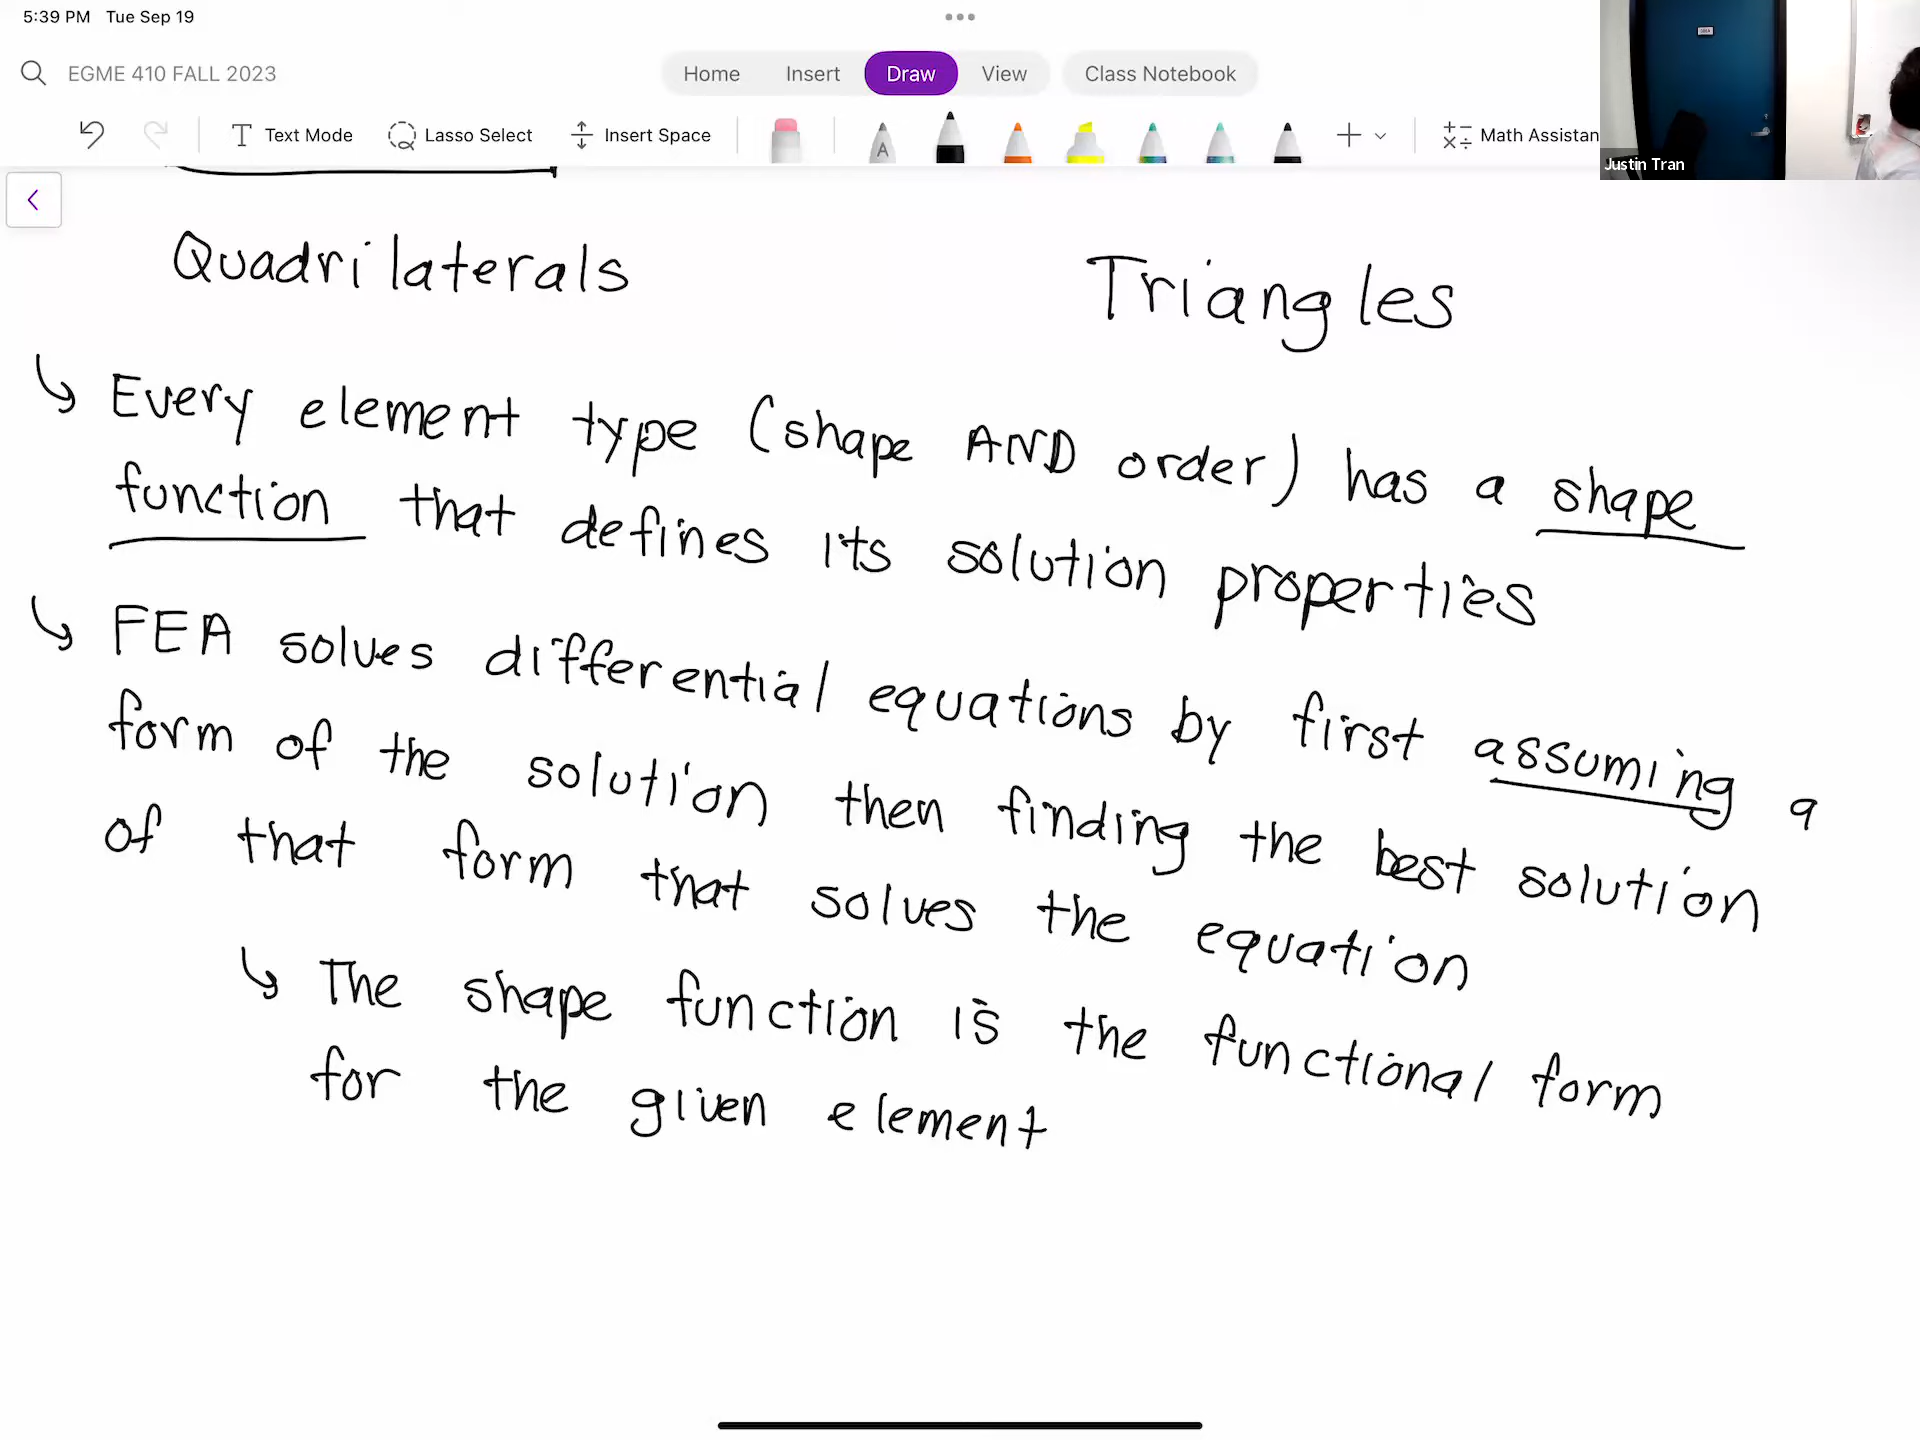 5:39 PM Tue Sep 19
EGME 410 FALL 2023
Home Insert Draw View Class Notebook
Text Mode Lasso Select Insert Space A Math Assistan
Justin Tran
Quadrilaterals Triangles
↳ Every element type (shape AND order) has a shape
function that defines its solution properties
↳ FEA solves differential equations by first assuming a
form of the solution then finding the best solution
of that form that solves the equation
↳ The shape function is the functional form
for the given element